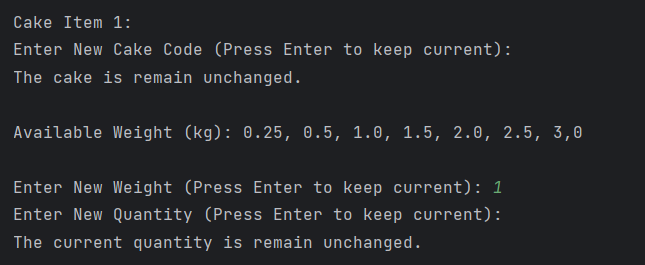 Cake Item 1:
Enter New Cake Code (Press Enter to keep current):
The cake is remain unchanged.
Available Weight (kg): 0.25, 0.5, 1.0, 1.5, 2.0, 2.5, 3,0
Enter New Weight (Press Enter to keep current): 1
Enter New Quantity (Press Enter to keep current):
The current quantity is remain unchanged.